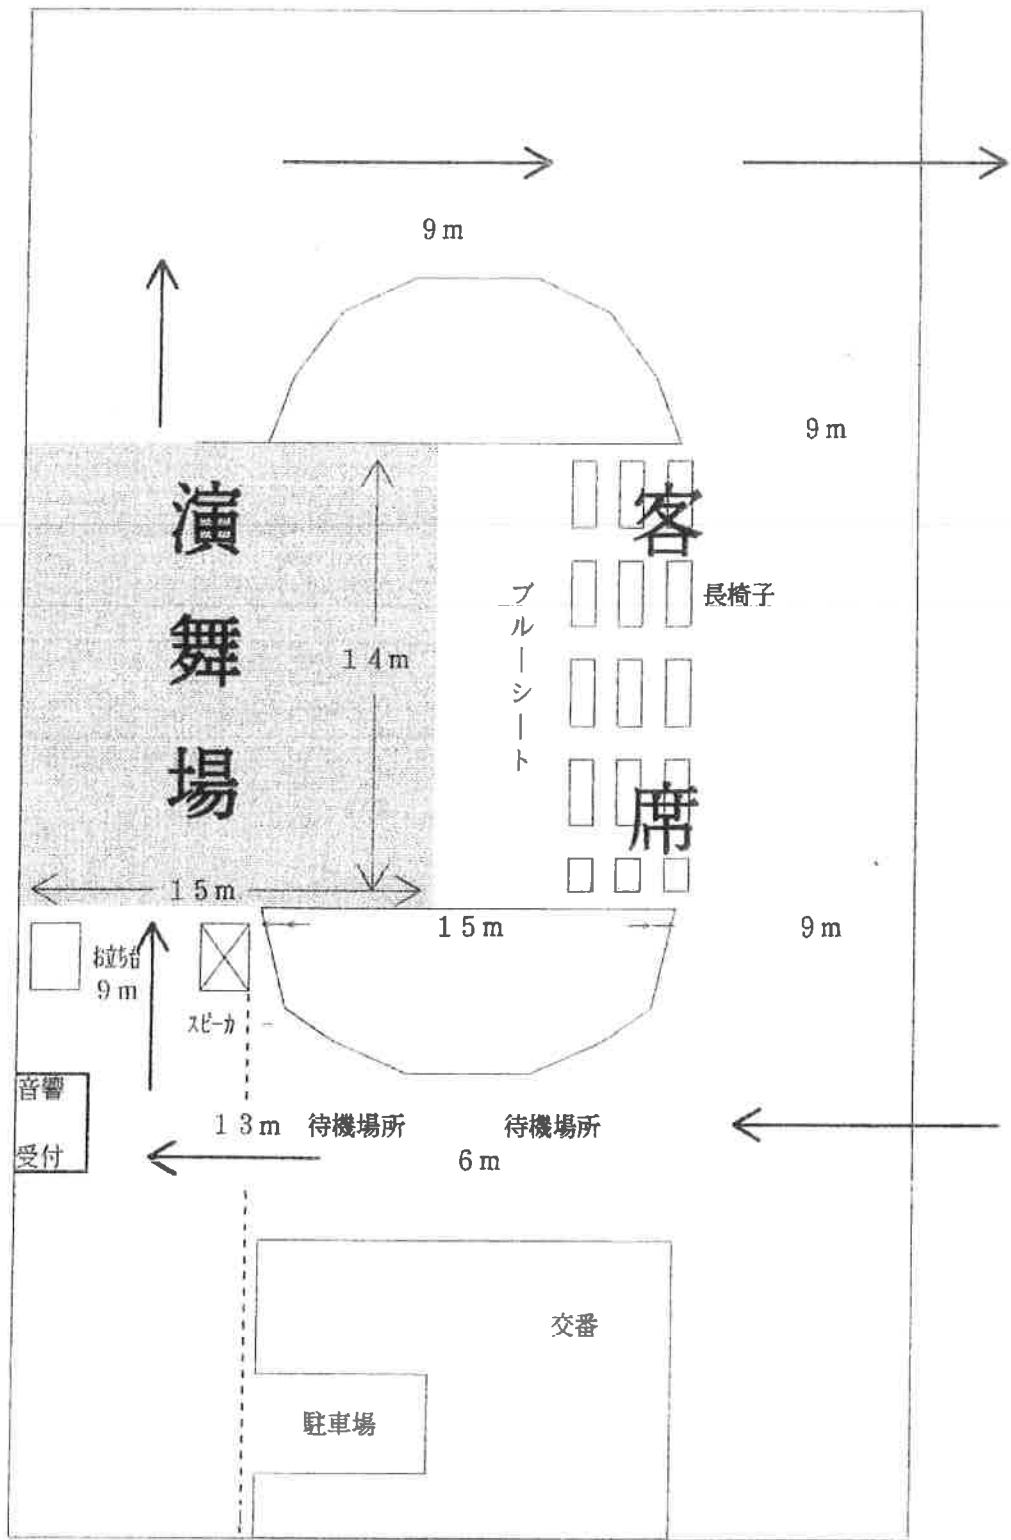 9m
9m
演舞場
客席
ブルーシート
長椅子
14m
15m
15m
9m
お立ち台
9m
スピーカー
音響
受付
13m
待機場所
待機場所
6m
交番
駐車場